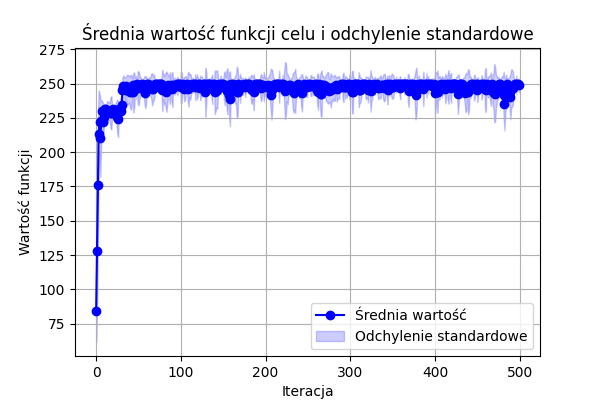 Średnia wartość funkcji celu i odchylenie standardowe
275
250
225
200
175
150
125
100
75
Wartość funkcji
0 100 200 300 400 500
Iteracja
Średnia wartość
Odchylenie standardowe